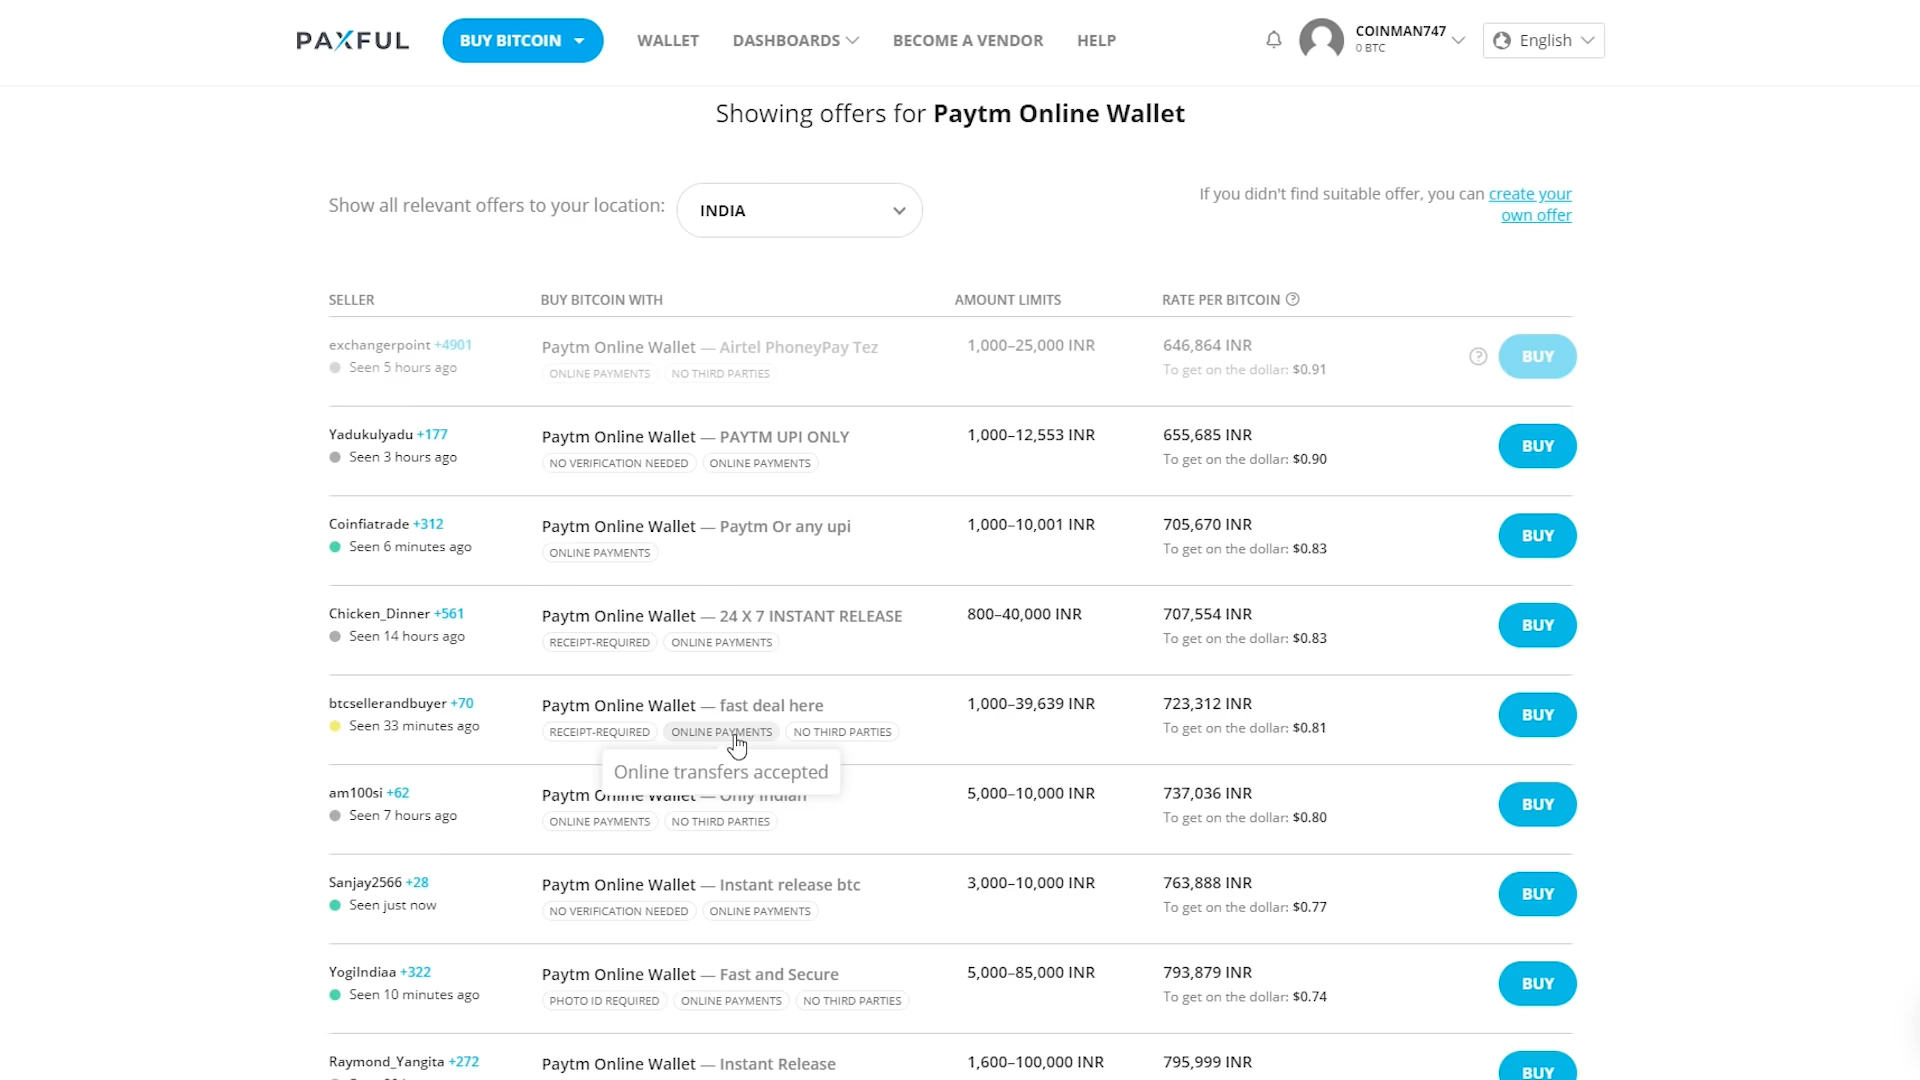 PAXFUL
BUY BITCOIN
WALLET
DASHBOARDS
BECOME A VENDOR
HELP
COINMAN747
0 BTC
English
Showing offers for Paytm Online Wallet
Show all relevant offers to your location:
INDIA
If you didn't find suitable offer, you can create your
own offer
SELLER
BUY BITCOIN WITH
AMOUNT LIMITS
RATE PER BITCOIN ?
exchangerpoint +4901
Seen 5 hours ago
Paytm Online Wallet — Airtel PhoneyPay Tez
ONLINE PAYMENTS
NO THIRD PARTIES
1,000–25,000 INR
646,864 INR
To get on the dollar: $0.91
?
BUY
Yadukulyadu +177
Seen 3 hours ago
Paytm Online Wallet — PAYTM UPI ONLY
NO VERIFICATION NEEDED
ONLINE PAYMENTS
1,000–12,553 INR
655,685 INR
To get on the dollar: $0.90
BUY
Coinfiatrade +312
Seen 6 minutes ago
Paytm Online Wallet — Paytm Or any upi
ONLINE PAYMENTS
1,000–10,001 INR
705,670 INR
To get on the dollar: $0.83
BUY
Chicken_Dinner +561
Seen 14 hours ago
Paytm Online Wallet — 24 X 7 INSTANT RELEASE
RECEIPT-REQUIRED
ONLINE PAYMENTS
800–40,000 INR
707,554 INR
To get on the dollar: $0.83
BUY
btcsellerandbuyer +70
Seen 33 minutes ago
Paytm Online Wallet — fast deal here
RECEIPT-REQUIRED
ONLINE PAYMENTS
NO THIRD PARTIES
Online transfers accepted
1,000–39,639 INR
723,312 INR
To get on the dollar: $0.81
BUY
am100si +62
Seen 7 hours ago
Paytm Online Wallet — Only Indian
ONLINE PAYMENTS
NO THIRD PARTIES
5,000–10,000 INR
737,036 INR
To get on the dollar: $0.80
BUY
Sanjay2566 +28
Seen just now
Paytm Online Wallet — Instant release btc
NO VERIFICATION NEEDED
ONLINE PAYMENTS
3,000–10,000 INR
763,888 INR
To get on the dollar: $0.77
BUY
YogiIndiaa +322
Seen 10 minutes ago
Paytm Online Wallet — Fast and Secure
PHOTO ID REQUIRED
ONLINE PAYMENTS
NO THIRD PARTIES
5,000–85,000 INR
793,879 INR
To get on the dollar: $0.74
BUY
Raymond_Yangita +272
Paytm Online Wallet — Instant Release
1,600–100,000 INR
795,999 INR
BUY